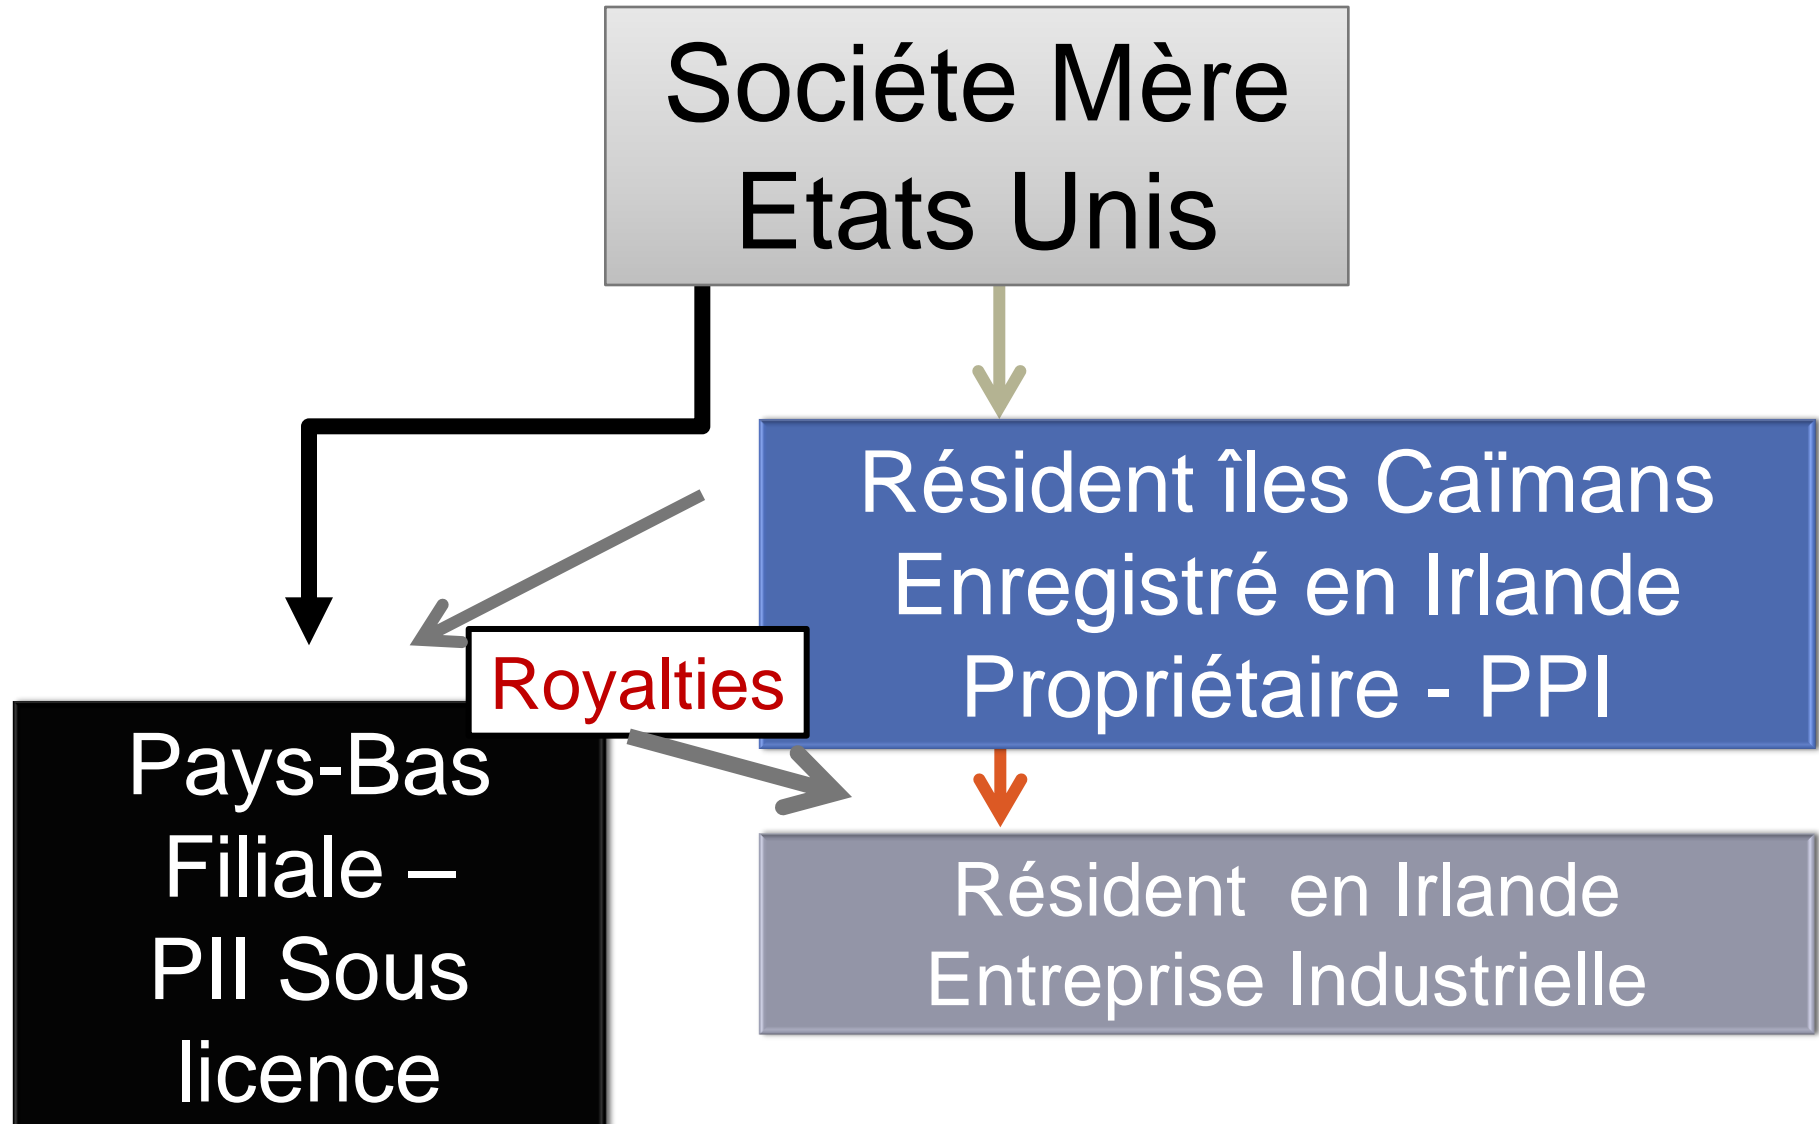 Sociéte Mère
Etats Unis
Résident îles Caïmans
Enregistré en Irlande
Propriétaire - PPI
Royalties
Pays-Bas
Filiale –
PII Sous
licence
Résident  en Irlande
Entreprise Industrielle